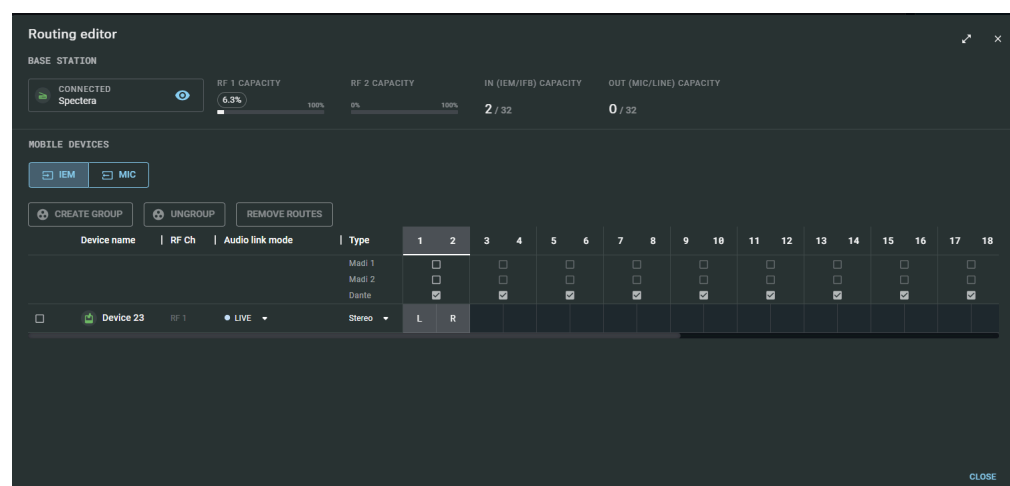 Routing editor
BASE STATION
CONNECTED
Spectera
RF 1 CAPACITY
6.3% 100%
RF 2 CAPACITY
0% 100%
IN (IEM/IFB) CAPACITY
2 / 32
OUT (MIC/LINE) CAPACITY
0 / 32
MOBILE DEVICES
IEM MIC
CREATE GROUP UNGROUP REMOVE ROUTES
Device name RF Ch Audio link mode Type 1 2 3 4 5 6 7 8 9 10 11 12 13 14 15 16 17 18
Madi 1
Madi 2
Dante
Device 23 RF 1 LIVE Stereo L R
CLOSE